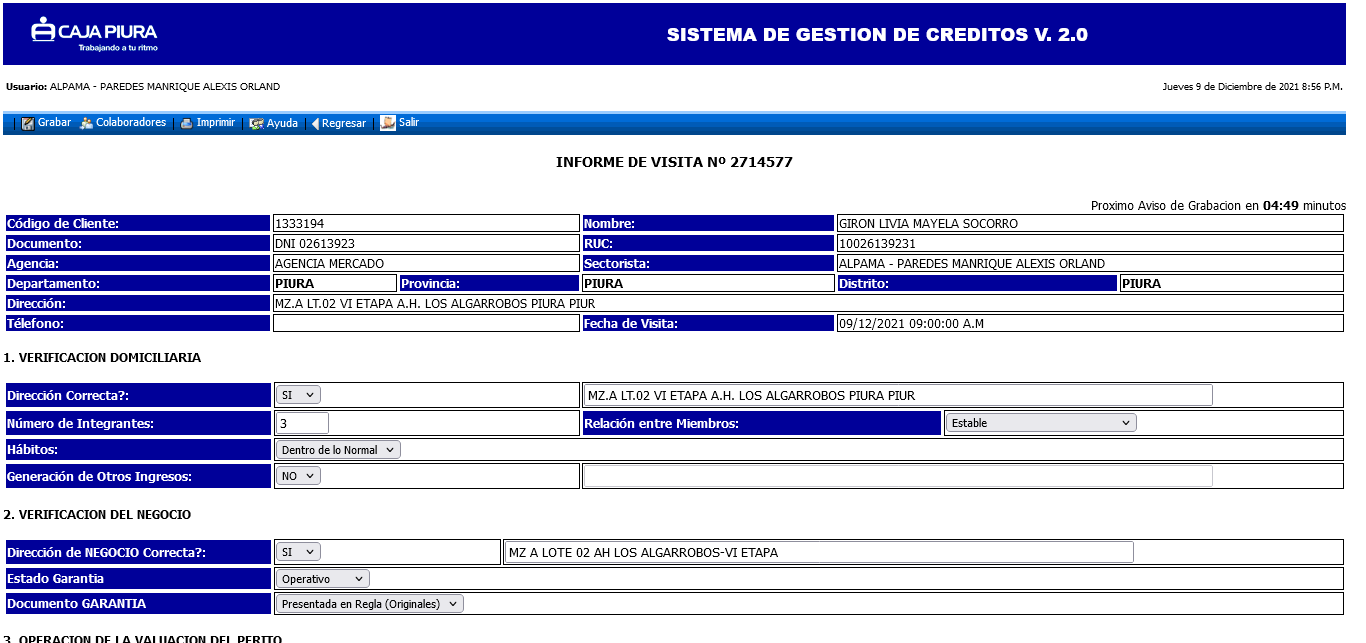 CAJA PIURA
Trabajando a tu ritmo
SISTEMA DE GESTION DE CREDITOS V. 2.0
Usuario: ALPAMA - PAREDES MANRIQUE ALEXIS ORLAND
Jueves 9 de Diciembre de 2021 8:56 P.M.
Grabar Colaboradores Imprimir Ayuda Regresar Salir
INFORME DE VISITA Nº 2714577
Proximo Aviso de Grabacion en 04:49 minutos
Código de Cliente: 1333194 Nombre: GIRON LIVIA MAYELA SOCORRO
Documento: DNI 02613923 RUC: 10026139231
Agencia: AGENCIA MERCADO Sectorista: ALPAMA - PAREDES MANRIQUE ALEXIS ORLAND
Departamento: PIURA Provincia: PIURA Distrito: PIURA
Dirección: MZ.A LT.02 VI ETAPA A.H. LOS ALGARROBOS PIURA PIUR
Télefono: Fecha de Visita: 09/12/2021 09:00:00 A.M
1. VERIFICACION DOMICILIARIA
Dirección Correcta?: SI MZ.A LT.02 VI ETAPA A.H. LOS ALGARROBOS PIURA PIUR
Número de Integrantes: 3 Relación entre Miembros: Estable
Hábitos: Dentro de lo Normal
Generación de Otros Ingresos: NO
2. VERIFICACION DEL NEGOCIO
Dirección de NEGOCIO Correcta?: SI MZ A LOTE 02 AH LOS ALGARROBOS-VI ETAPA
Estado Garantia Operativo
Documento GARANTIA Presentada en Regla (Originales)
3. OPERACION DE LA VALUACION DEL PERITO